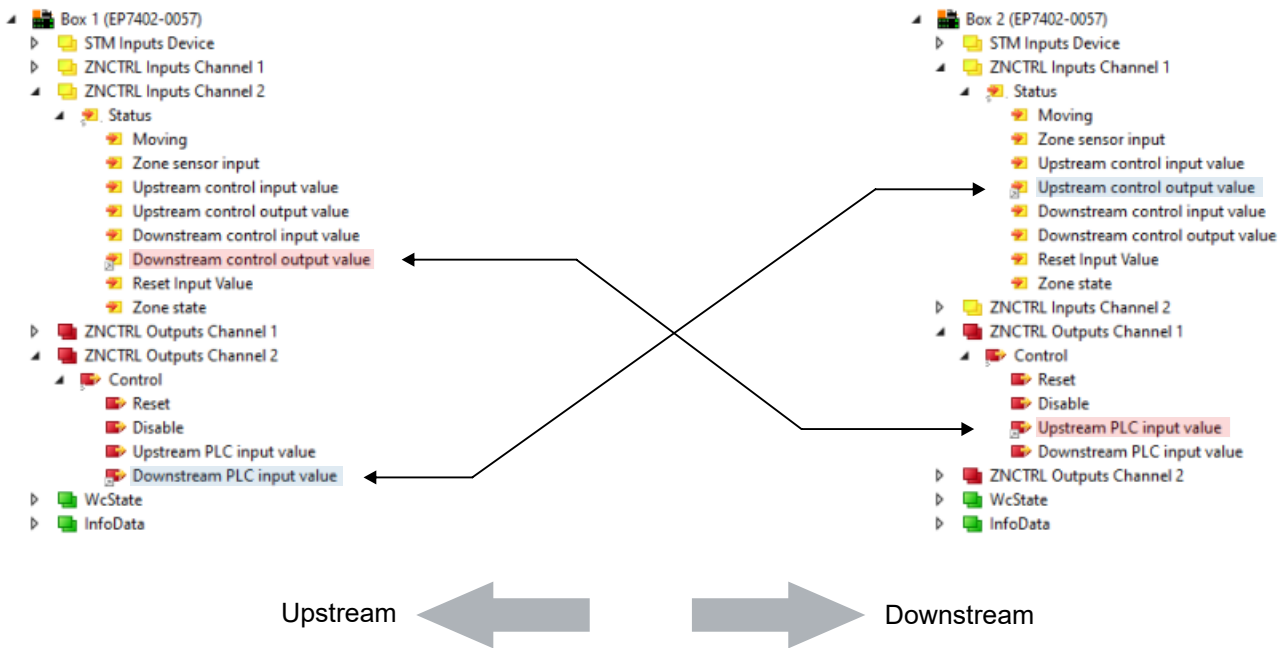 Box 1 (EP7402-0057)
STM Inputs Device
ZNCTRL Inputs Channel 1
ZNCTRL Inputs Channel 2
Status
Moving
Zone sensor input
Upstream control input value
Upstream control output value
Downstream control input value
Downstream control output value
Reset Input Value
Zone state
ZNCTRL Outputs Channel 1
ZNCTRL Outputs Channel 2
Control
Reset
Disable
Upstream PLC input value
Downstream PLC input value
WcState
InfoData
Box 2 (EP7402-0057)
STM Inputs Device
ZNCTRL Inputs Channel 1
Status
Moving
Zone sensor input
Upstream control input value
Upstream control output value
Downstream control input value
Downstream control output value
Reset Input Value
Zone state
ZNCTRL Inputs Channel 2
ZNCTRL Outputs Channel 1
Control
Reset
Disable
Upstream PLC input value
Downstream PLC input value
ZNCTRL Outputs Channel 2
WcState
InfoData
Upstream
Downstream